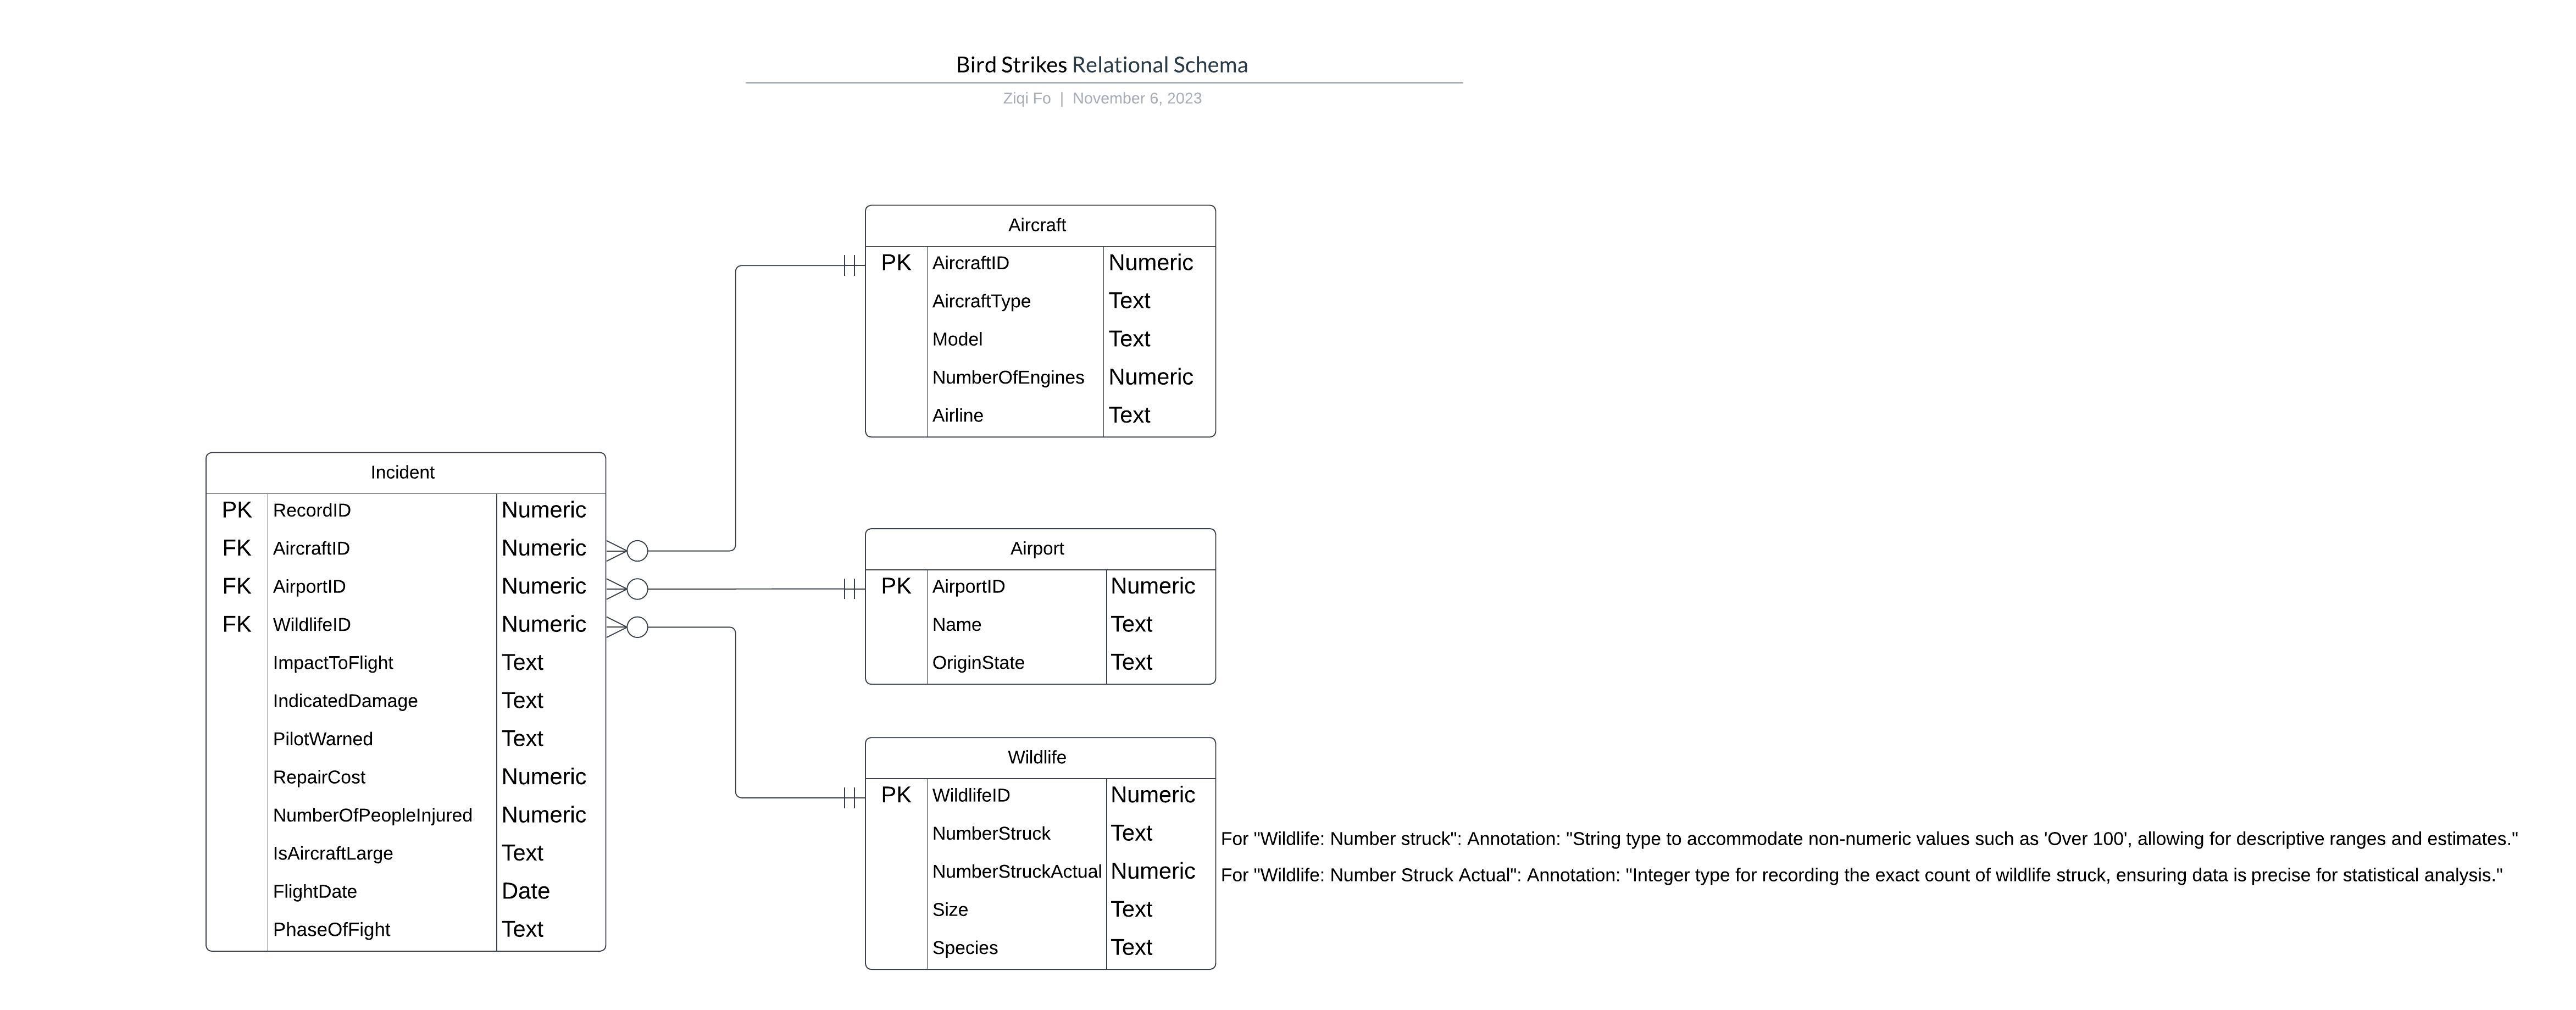 Bird Strikes Relational Schema
Ziqi Fo | November 6, 2023
Aircraft
PK AircraftID Numeric
AircraftType Text
Model Text
NumberOfEngines Numeric
Airline Text
Incident
PK RecordID Numeric
FK AircraftID Numeric
FK AirportID Numeric
FK WildlifeID Numeric
ImpactToFlight Text
IndicatedDamage Text
PilotWarned Text
RepairCost Numeric
NumberOfPeopleInjured Numeric
IsAircraftLarge Text
FlightDate Date
PhaseOfFight Text
Airport
PK AirportID Numeric
Name Text
OriginState Text
Wildlife
PK WildlifeID Numeric
NumberStruck Text
For "Wildlife: Number struck": Annotation: "String type to accommodate non-numeric values such as 'Over 100', allowing for descriptive ranges and estimates."
NumberStruckActual Numeric
For "Wildlife: Number Struck Actual": Annotation: "Integer type for recording the exact count of wildlife struck, ensuring data is precise for statistical analysis."
Size Text
Species Text